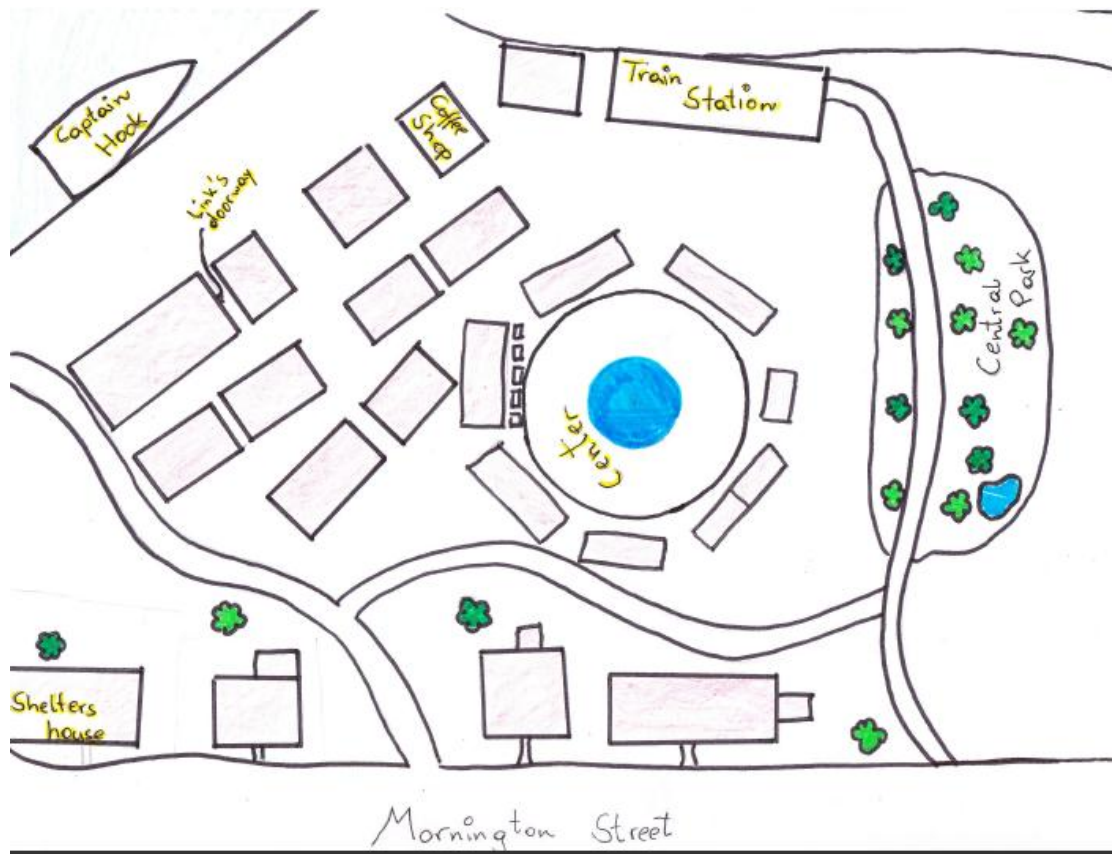 Train
Station
Captain
Hook
Coffee
Shop
Link's
doorway
Central
Park
Center
Shelters
house
Mornington Street